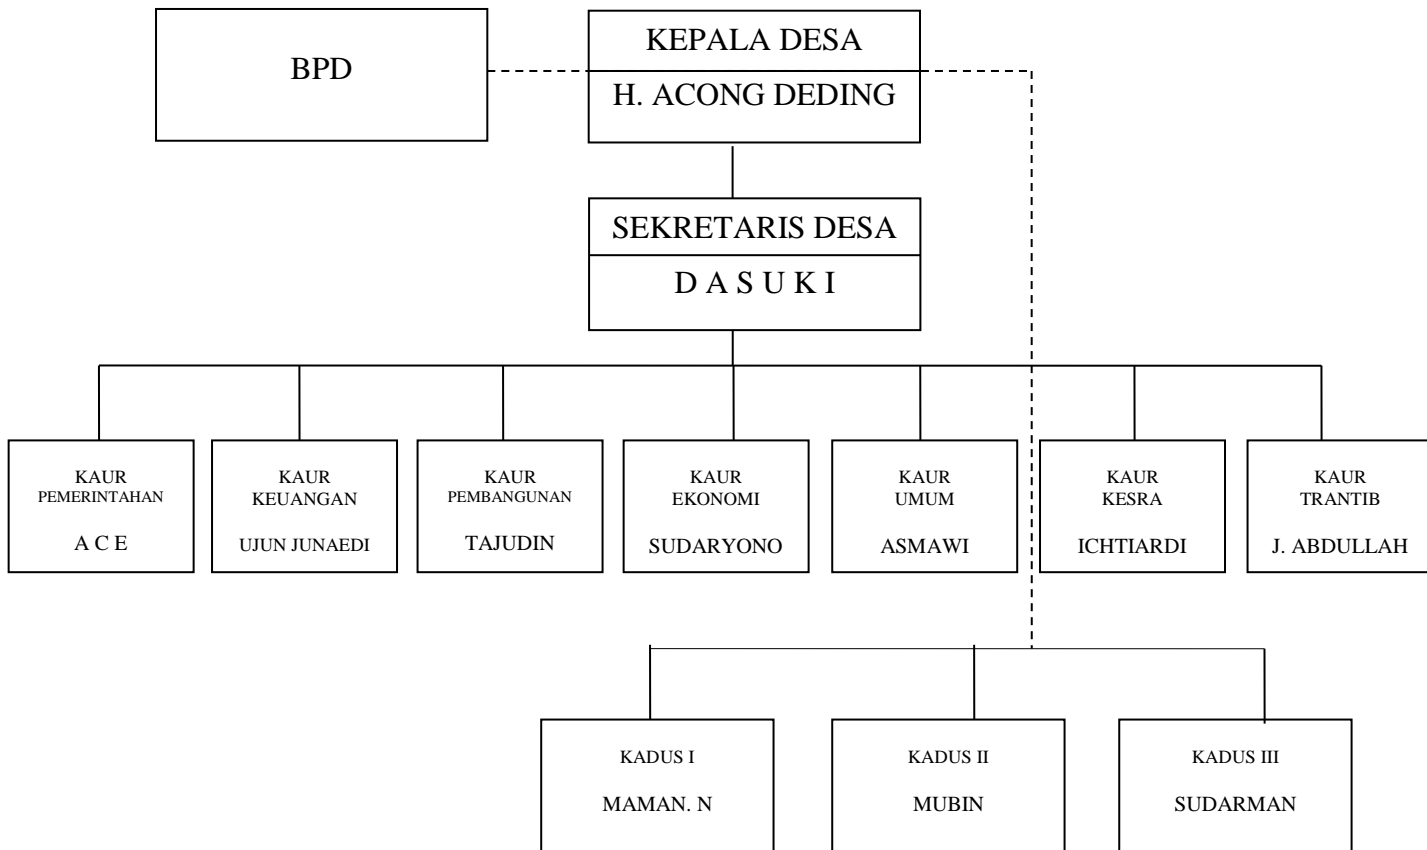 BPD
KEPALA DESA
H. ACONG DEDING
SEKRETARIS DESA
D A S U K I
KAUR
PEMERINTAHAN
A C E
KAUR
KEUANGAN
UJUN JUNAEDI
KAUR
PEMBANGUNAN
TAJUDIN
KAUR
EKONOMI
SUDARYONO
KAUR
UMUM
ASMAWI
KAUR
KESRA
ICHTIARDI
KAUR
TRANTIB
J. ABDULLAH
KADUS I
MAMAN. N
KADUS II
MUBIN
KADUS III
SUDARMAN